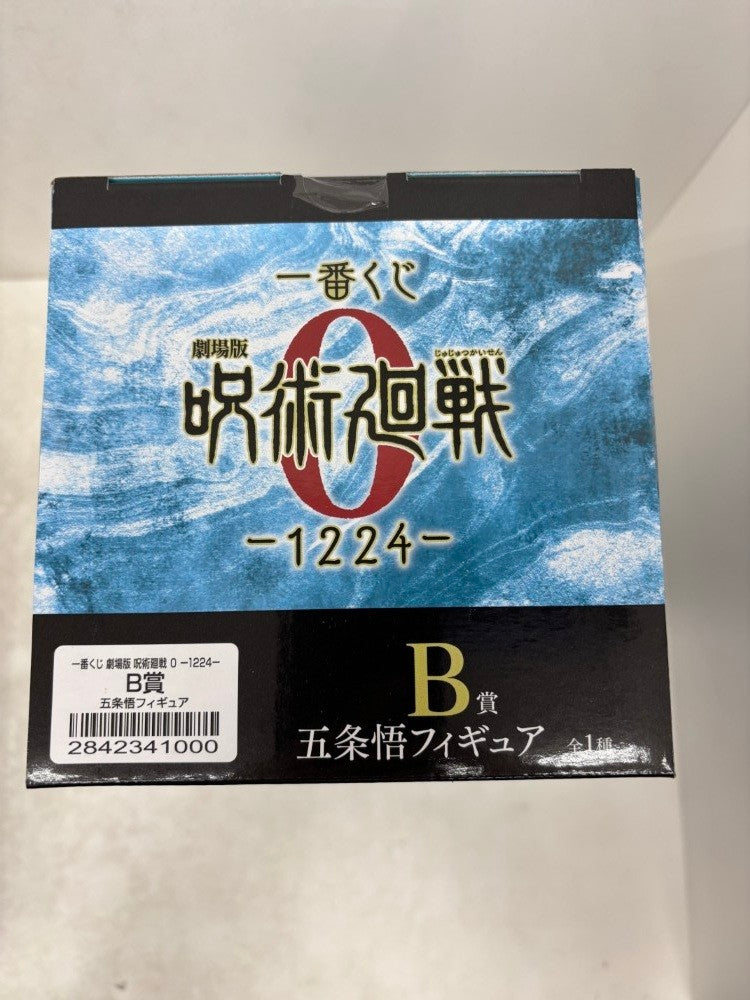 一番くじ
劇場版
じゅじゅつかいせん
呪術廻戦
0
-1224-
一番くじ 劇場版 呪術廻戦 0 -1224-
B賞
五条悟フィギュア
2842341000
B賞
五条悟フィギュア 全1種